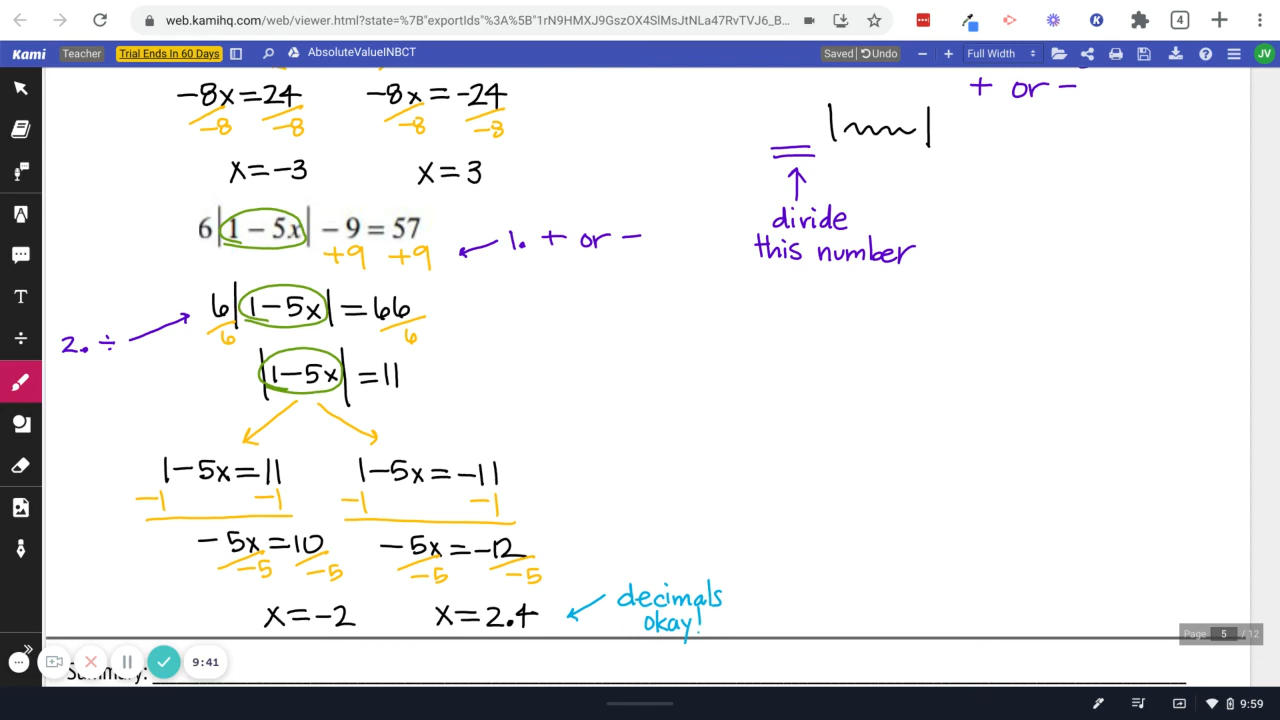 web.kamihq.com/web/viewer.html?state=%7B"exportIds"%3A%5B"1rN9HMXJ9GszOX4SlMsJtNLa47RvTVJ6_B...
4
Kami Teacher Trial Ends In 60 Days AbsoluteValueINBCT Saved Undo Full Width JV
+ or -
-8x = 24 -8x = -24
-8 -8 -8 -8
x = -3 x = 3
divide
this number
6|1 − 5x| − 9 = 57
+9 +9
1. + or -
6|1-5x| = 66
6 6
2. ÷
|1-5x| = 11
1-5x = 11 1-5x = -11
-1 -1 -1 -1
-5x = 10 -5x = -12
-5 -5 -5 -5
x = -2 x = 2.4
decimals
okay!
Page 5 / 12
9:41
Summary:
9:59